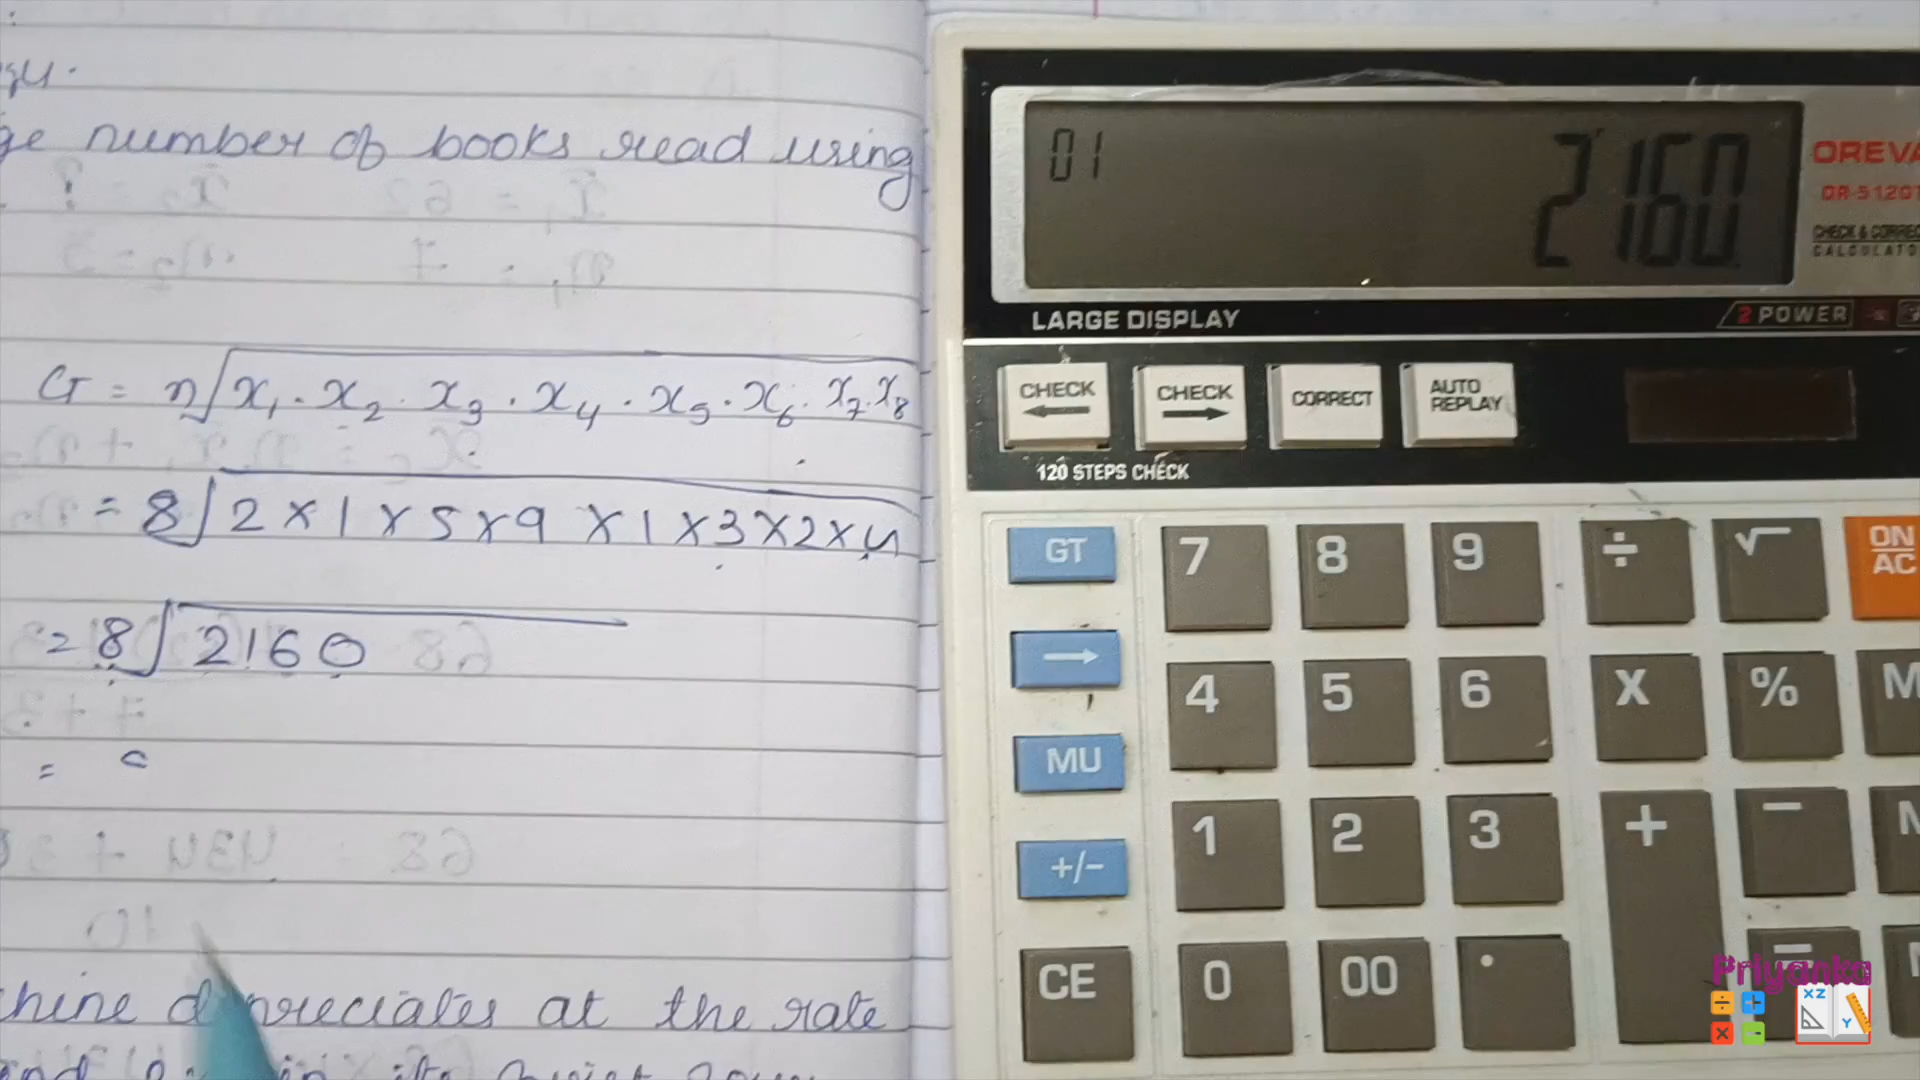 number of books read using
G = n√x₁ . x₂ . x₃ . x₄ . x₅ . x₆ . x₇ . x₈
= 8√2 × 1 × 5 × 9 × 1 × 3 × 2 × 4
= 8√2160
=
at the rate
01 2160
OREVA
LARGE DISPLAY
2 POWER
CHECK
CHECK
CORRECT
AUTO REPLAY
120 STEPS CHECK
GT 7 8 9 ÷ √ ON AC
→ 4 5 6 X % M
MU
1 2 3 + −
+/−
CE 0 00 . =
Priyanka
÷ + × −
XZ
Y